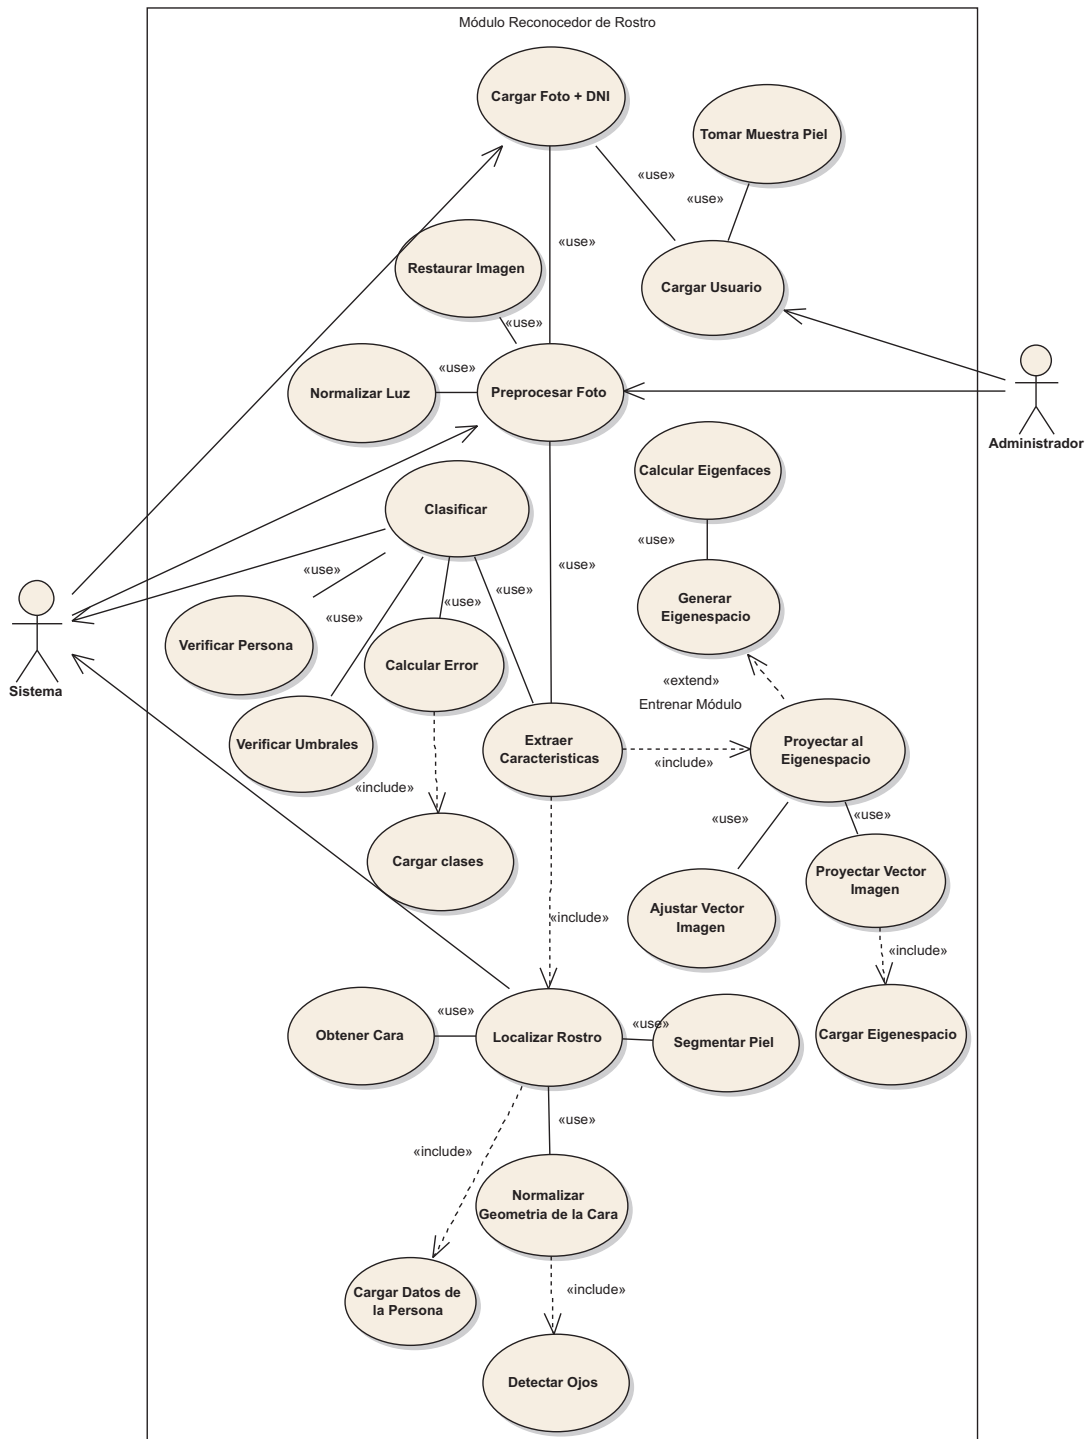 Módulo Reconocedor de Rostro
Cargar Foto + DNI
Tomar Muestra Piel
«use»
«use»
«use»
Restaurar Imagen
Cargar Usuario
«use»
«use»
Normalizar Luz
Preprocesar Foto
Administrador
Calcular Eigenfaces
Clasificar
«use»
«use»
«use»
«use»
«use»
«use»
Generar
Eigenespacio
Verificar Persona
Calcular Error
Sistema
«extend»
Entrenar Módulo
Verificar Umbrales
Extraer
Caracteristicas
«include»
Proyectar al
Eigenespacio
«include»
«use»
«use»
Cargar clases
Proyectar Vector
Imagen
Ajustar Vector
Imagen
«include»
«include»
«use»
«use»
Obtener Cara
Localizar Rostro
Segmentar Piel
Cargar Eigenespacio
«use»
«include»
Normalizar
Geometria de la Cara
Cargar Datos de
la Persona
«include»
Detectar Ojos